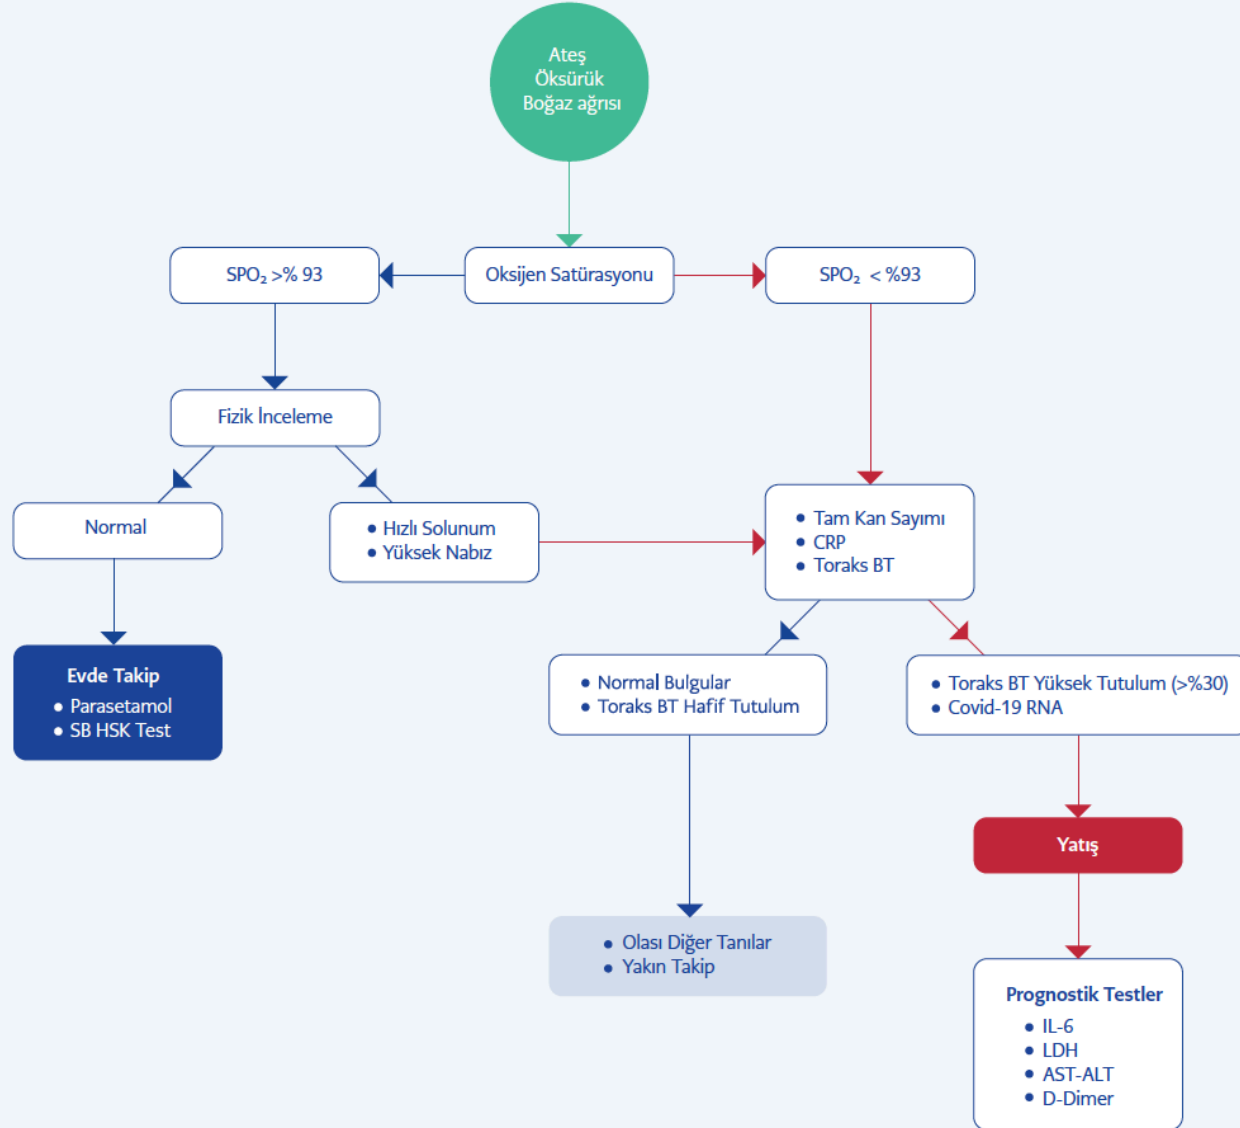 Ateş
Öksürük
Boğaz ağrısı
SPO₂ >% 93
Oksijen Satürasyonu
SPO₂ < %93
Fizik İnceleme
Normal
• Hızlı Solunum
• Yüksek Nabız
• Tam Kan Sayımı
• CRP
• Toraks BT
Evde Takip
• Parasetamol
• SB HSK Test
• Normal Bulgular
• Toraks BT Hafif Tutulum
• Toraks BT Yüksek Tutulum (>%30)
• Covid-19 RNA
Yatış
• Olası Diğer Tanılar
• Yakın Takip
Prognostik Testler
• IL-6
• LDH
• AST-ALT
• D-Dimer